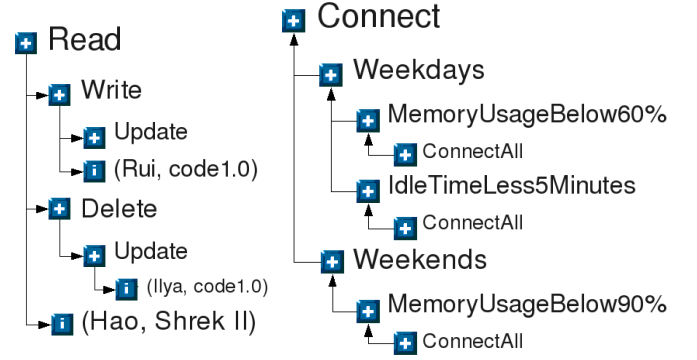 Read
Write
Update
(Rui, code1.0)
Delete
Update
(Ilya, code1.0)
(Hao, Shrek II)
Connect
Weekdays
MemoryUsageBelow60%
ConnectAll
IdleTimeLess5Minutes
ConnectAll
Weekends
MemoryUsageBelow90%
ConnectAll